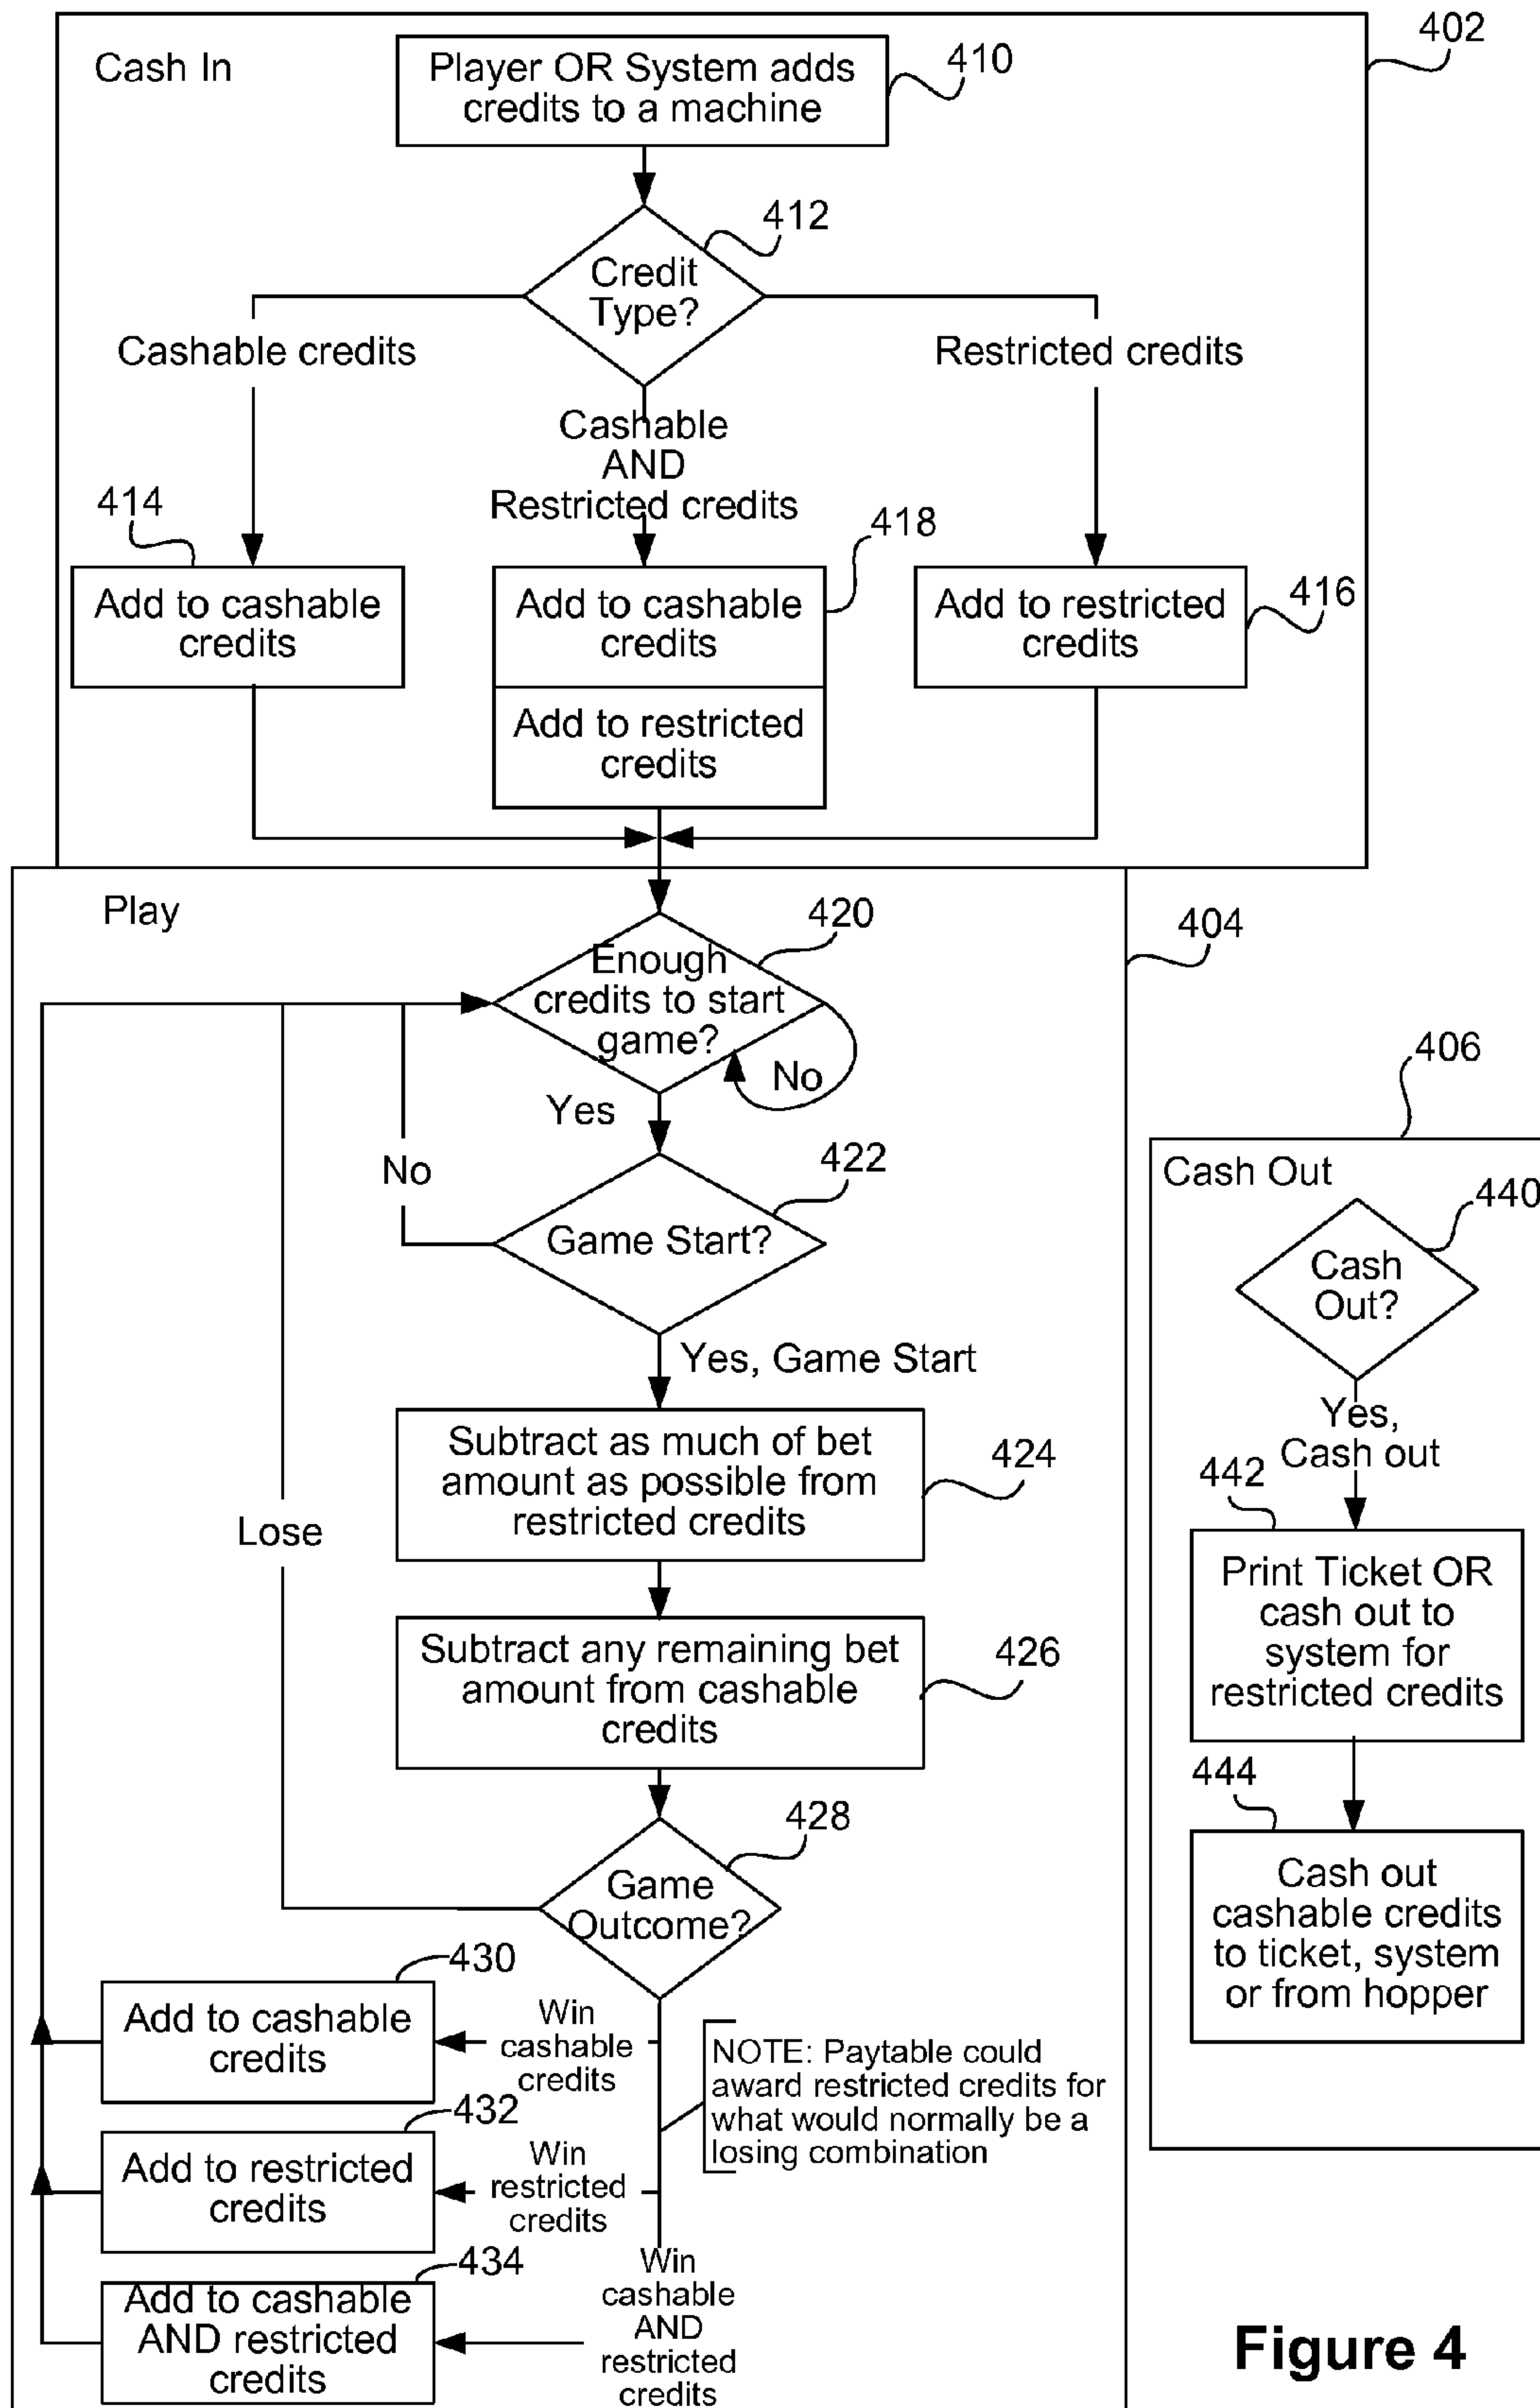 402
Cash In
Player OR System adds
credits to a machine
410
412
Credit
Type?
Cashable credits
Restricted credits
Cashable
AND
Restricted credits
414
418
416
Add to cashable
credits
Add to cashable
credits
Add to restricted
credits
Add to restricted
credits
Play
420
404
Enough
credits to start
game?
No
Yes
406
No
422
Game Start?
Cash Out
440
Cash
Out?
Yes, Game Start
Yes,
Cash out
442
Subtract as much of bet
amount as possible from
restricted credits
424
Lose
Print Ticket OR
cash out to
system for
restricted credits
Subtract any remaining bet
amount from cashable
credits
426
444
428
Game
Outcome?
Cash out
cashable credits
to ticket, system
or from hopper
430
Add to cashable
credits
Win
cashable
credits
NOTE: Paytable could
award restricted credits for
what would normally be a
losing combination
432
Add to restricted
credits
Win
restricted
credits
434
Add to cashable
AND restricted
credits
Win
cashable
AND
restricted
credits
Figure 4